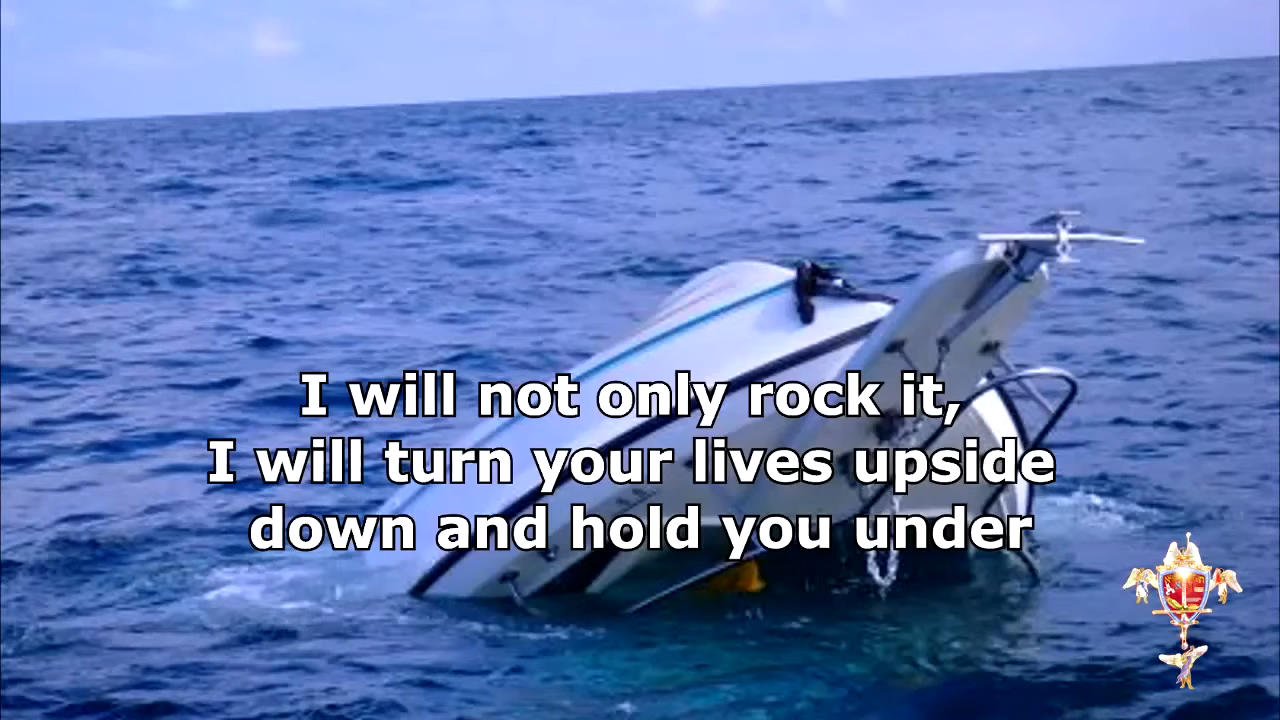 I will not only rock it,
I will turn your lives upside
down and hold you under